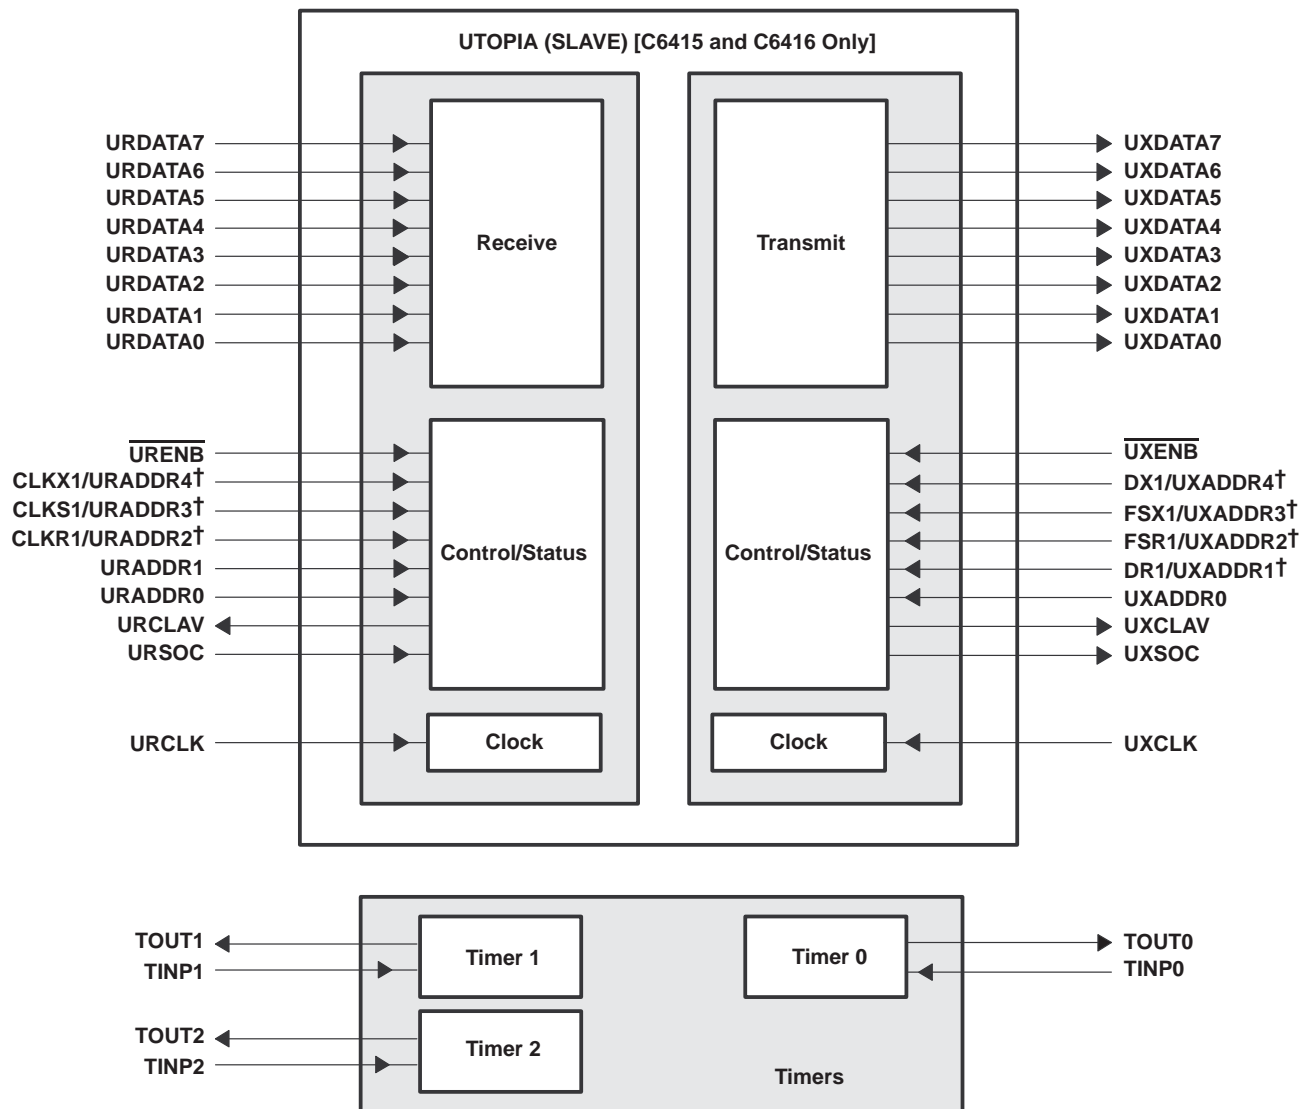 UTOPIA (SLAVE) [C6415 and C6416 Only]
URDATA7
URDATA6
URDATA5
URDATA4
URDATA3
URDATA2
URDATA1
URDATA0
Receive
Transmit
UXDATA7
UXDATA6
UXDATA5
UXDATA4
UXDATA3
UXDATA2
UXDATA1
UXDATA0
URENB
CLKX1/URADDR4†
CLKS1/URADDR3†
CLKR1/URADDR2†
URADDR1
URADDR0
URCLAV
URSOC
Control/Status
Control/Status
UXENB
DX1/UXADDR4†
FSX1/UXADDR3†
FSR1/UXADDR2†
DR1/UXADDR1†
UXADDR0
UXCLAV
UXSOC
URCLK
Clock
Clock
UXCLK
TOUT1
TINP1
Timer 1
Timer 0
TOUT0
TINP0
TOUT2
TINP2
Timer 2
Timers